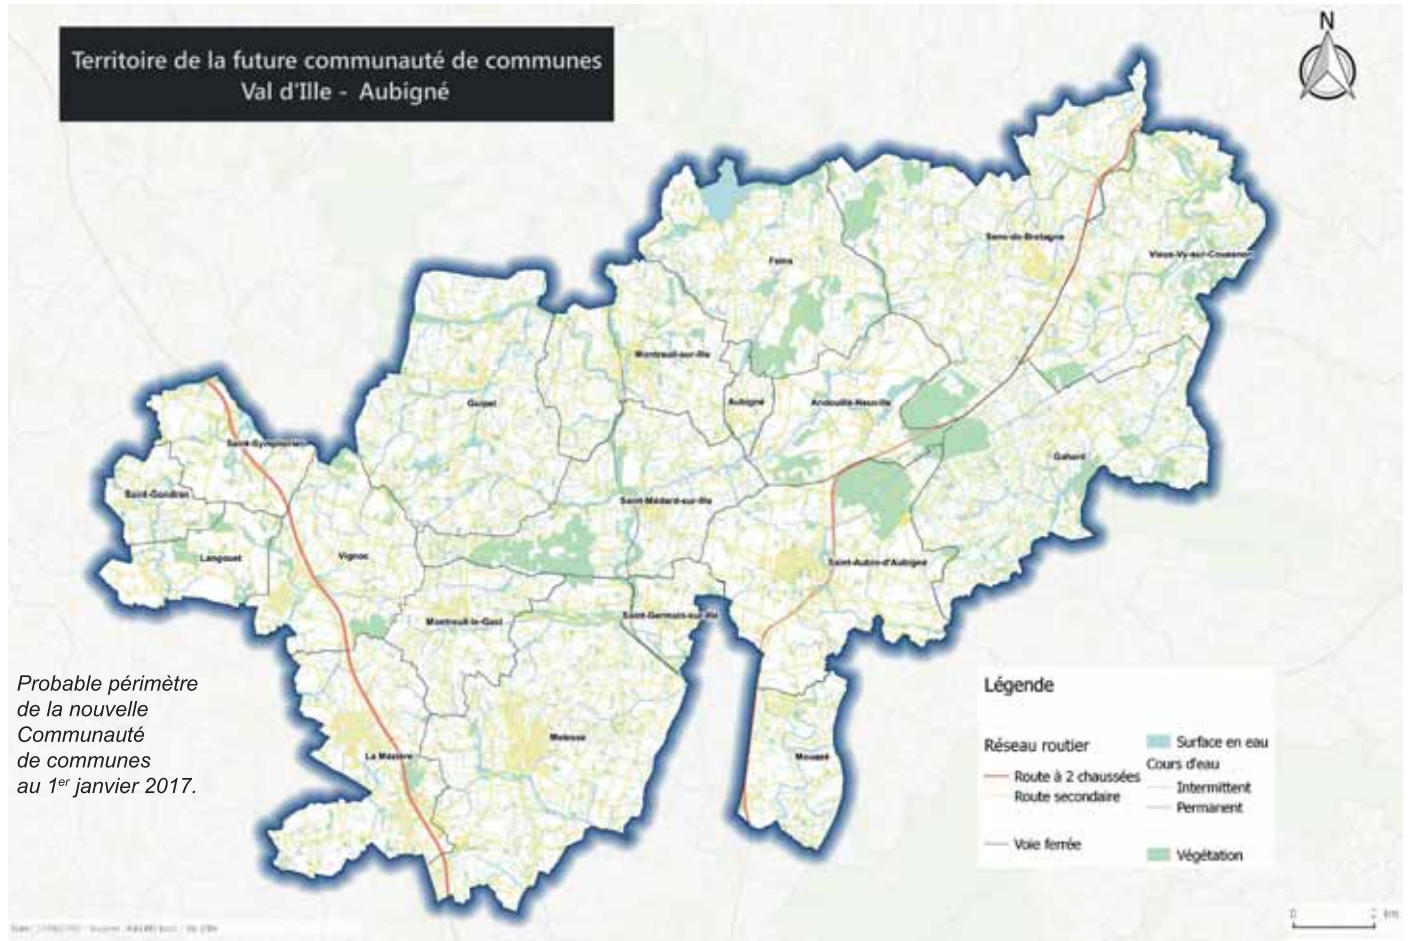 Territoire de la future communauté de communes
Val d'Ille - Aubigné
N
Sens-de-Bretagne
Vieux-Vy-sur-Couesnon
Feins
Montreuil-sur-Ille
Guipel
Aubigné
Andouillé-Neuville
Saint-Symphorien
Gahard
Saint-Gondran
Saint-Médard-sur-Ille
Langouet
Vignoc
Saint-Aubin-d'Aubigné
Montreuil-le-Gast
Saint-Germain-sur-Ille
Melesse
La Mézière
Mouazé
Probable périmètre
de la nouvelle
Communauté
de communes
au 1er janvier 2017.
Légende
Réseau routier
Route à 2 chaussées
Route secondaire
Voie ferrée
Surface en eau
Cours d'eau
Intermittent
Permanent
Végétation
0 2 km